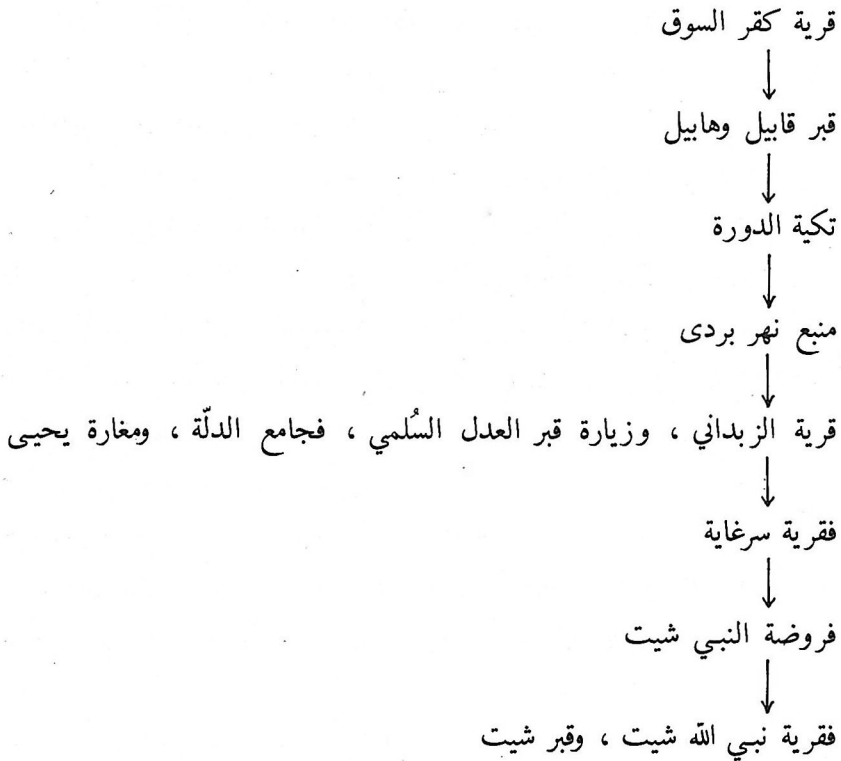 قرية كقر السوق
قبر قابيل وهابيل
تكية الدورة
منبع نهر بردى
قرية الزبداني ، وزيارة قبر العدل السُلمي ، فجامع الدلّة ، ومغارة يحيى
فقرية سرغاية
فروضة النبي شيت
فقرية نبي الله شيت ، وقبر شيت